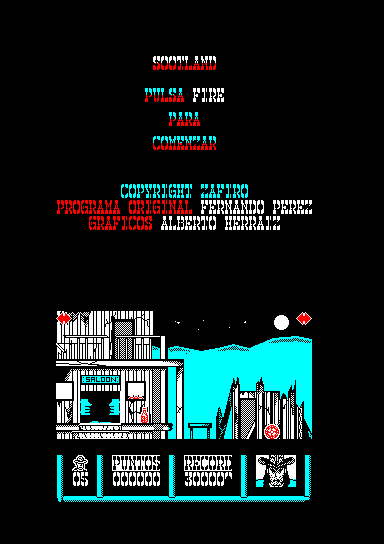 SOOTLAND
PULSA FIRE
PARA
COMENZAR
COPYRIGHT ZAFIRO
PROGRAMA ORIGINAL FERNANDO PEREZ
GRAFICOS ALBERTO HERRAIZ
SALOON
PUNTOS RECORD
05 000000 30000"